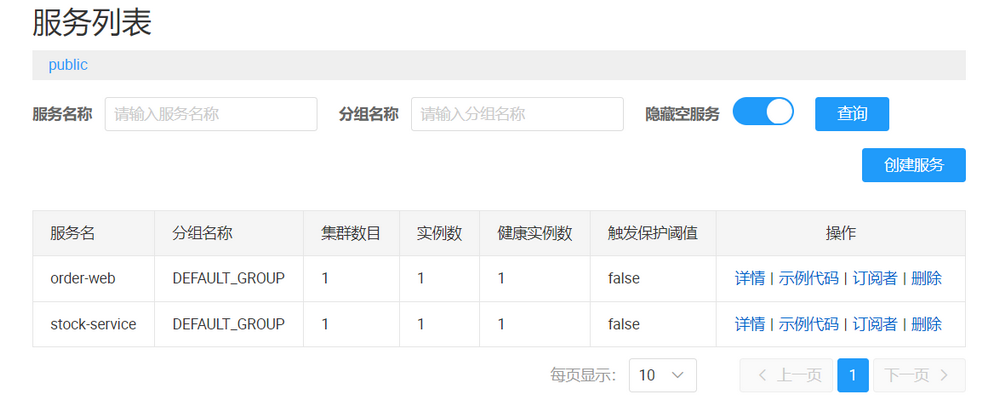 服务列表
public
服务名称 请输入服务名称 分组名称 请输入分组名称 隐藏空服务 查询
创建服务
服务名 分组名称 集群数目 实例数 健康实例数 触发保护阈值 操作
order-web DEFAULT_GROUP 1 1 1 false 详情 | 示例代码 | 订阅者 | 删除
stock-service DEFAULT_GROUP 1 1 1 false 详情 | 示例代码 | 订阅者 | 删除
每页显示: 10 上一页 1 下一页